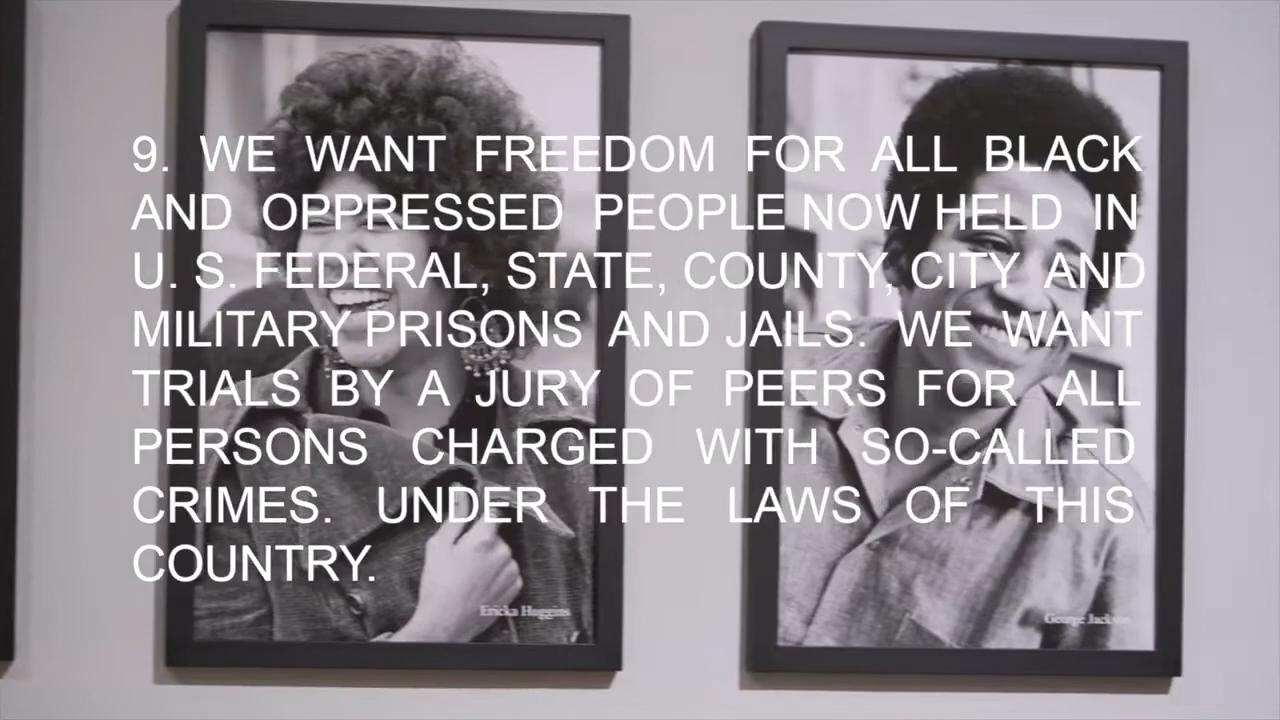 9. WE WANT FREEDOM FOR ALL BLACK
AND OPPRESSED PEOPLE NOW HELD IN
U. S. FEDERAL, STATE, COUNTY, CITY AND
MILITARY PRISONS AND JAILS. WE WANT
TRIALS BY A JURY OF PEERS FOR ALL
PERSONS CHARGED WITH SO-CALLED
CRIMES. UNDER THE LAWS OF THIS
COUNTRY.
Ericka Huggins
George Jackson